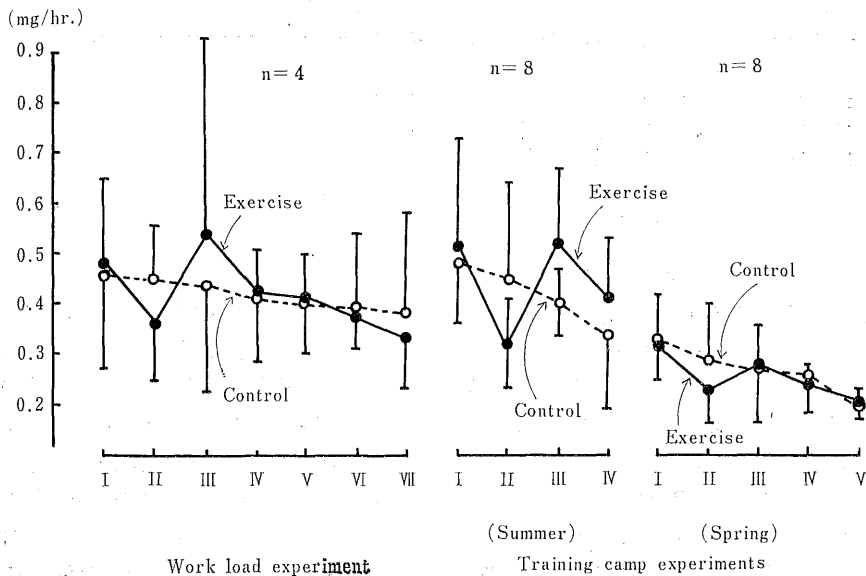 (mg/hr.)
0.9
0.8
0.7
0.6
0.5
0.4
0.3
0.2
n= 4
Exercise
Control
I II III IV V VI VII
Work load experiment
n= 8
Exercise
Control
I II III IV
(Summer)
n= 8
Control
Exercise
I II III IV V
(Spring)
Training camp experiments